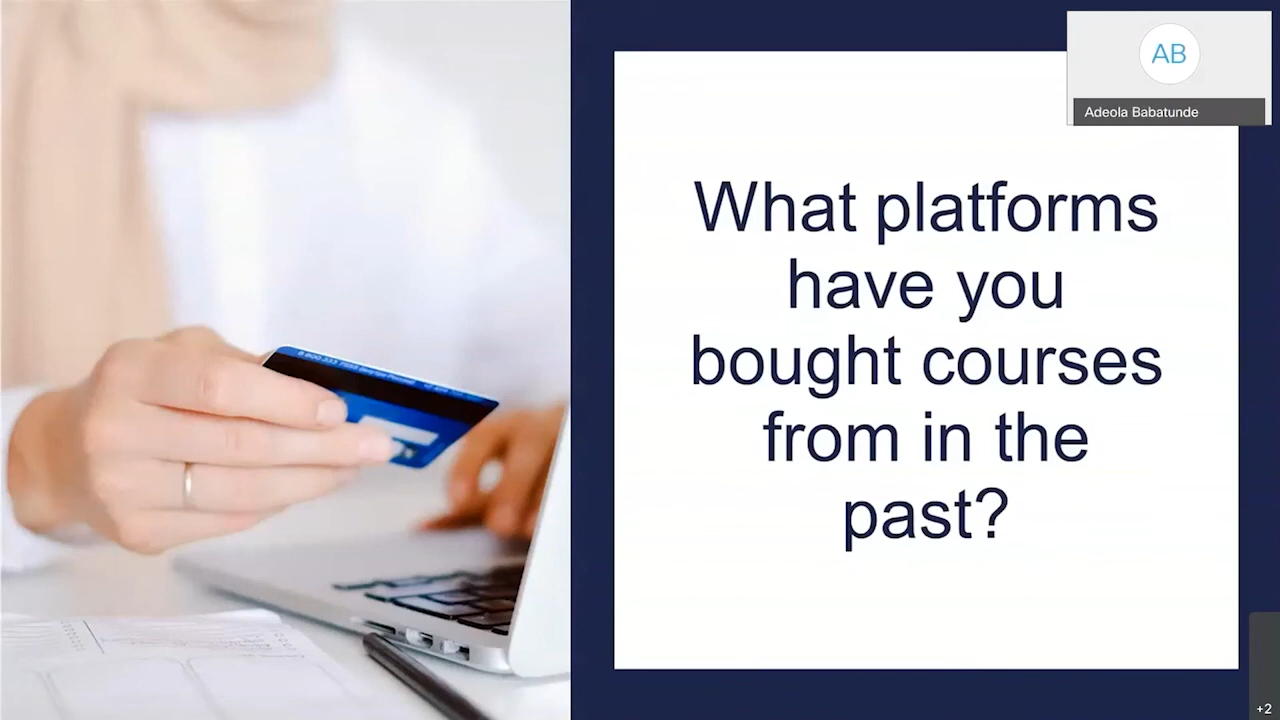 AB
Adeola Babatunde
What platforms
have you
bought courses
from in the
past?
+2